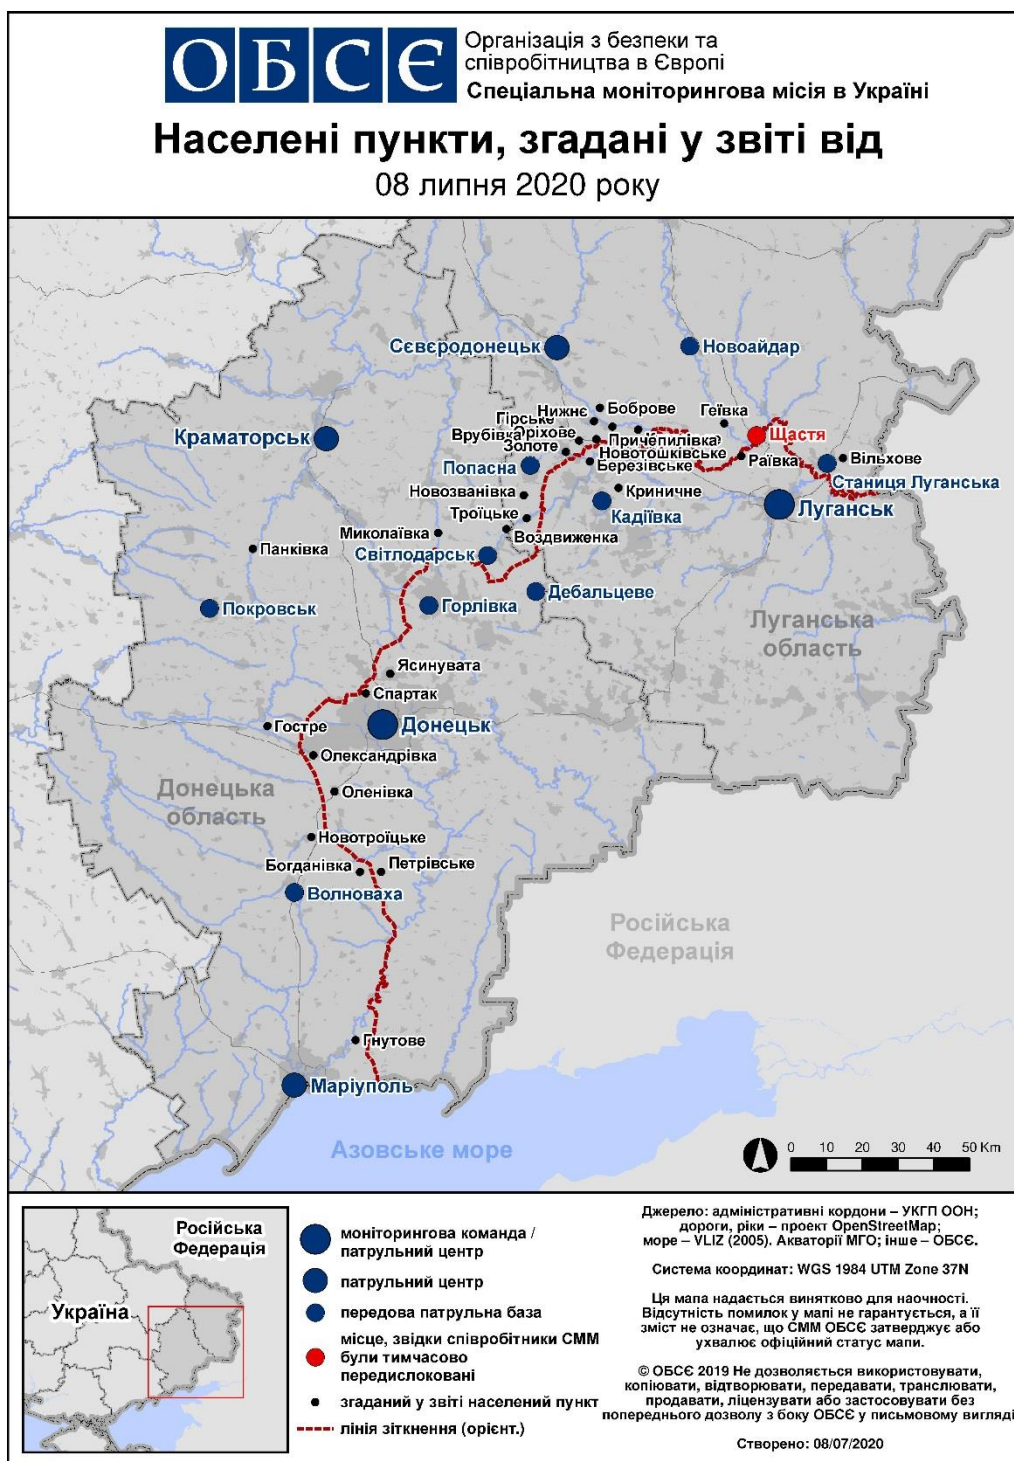 ОБСЄ
Організація з безпеки та
співробітництва в Європі
Спеціальна моніторингова місія в Україні
Населені пункти, згадані у звіті від
08 липня 2020 року
Сєвєродонецьк
Новоайдар
Нижнє
Боброве
Геївка
Гірське
Щастя
Краматорськ
Врубівка
Оріхове
Причепилівка
Золоте
Новотошківське
Раївка
Вільхове
Попасна
Березівське
Станиця Луганська
Новозванівка
Криничне
Луганськ
Троїцьке
Кадіївка
Миколаївка
Воздвиженка
Панківка
Світлодарськ
Дебальцеве
Покровськ
Горлівка
Луганська
область
Ясинувата
Спартак
Гостре
Донецьк
Олександрівка
Донецька
область
Оленівка
Новотроїцьке
Богданівка
Петрівське
Волноваха
Російська
Федерація
Гнутове
Маріуполь
Азовське море
0 10 20 30 40 50 Km
Російська
Федерація
Україна
моніторингова команда /
патрульний центр
патрульний центр
передова патрульна база
місце, звідки співробітники СММ
були тимчасово
передислоковані
згаданий у звіті населений пункт
лінія зіткнення (орієнт.)
Джерело: адміністративні кордони – УКГП ООН;
дороги, ріки – проект OpenStreetMap;
море – VLIZ (2005). Акваторії МГО; інше – ОБСЄ.
Система координат: WGS 1984 UTM Zone 37N
Ця мапа надається винятково для наочності.
Відсутність помилок у мапі не гарантується, а її
зміст не означає, що СММ ОБСЄ затверджує або
ухвалює офіційний статус мапи.
© ОБСЄ 2019 Не дозволяється використовувати,
копіювати, відтворювати, передавати, транслювати,
продавати, ліцензувати або застосовувати без
попереднього дозволу з боку ОБСЄ у письмовому вигляді
Створено: 08/07/2020